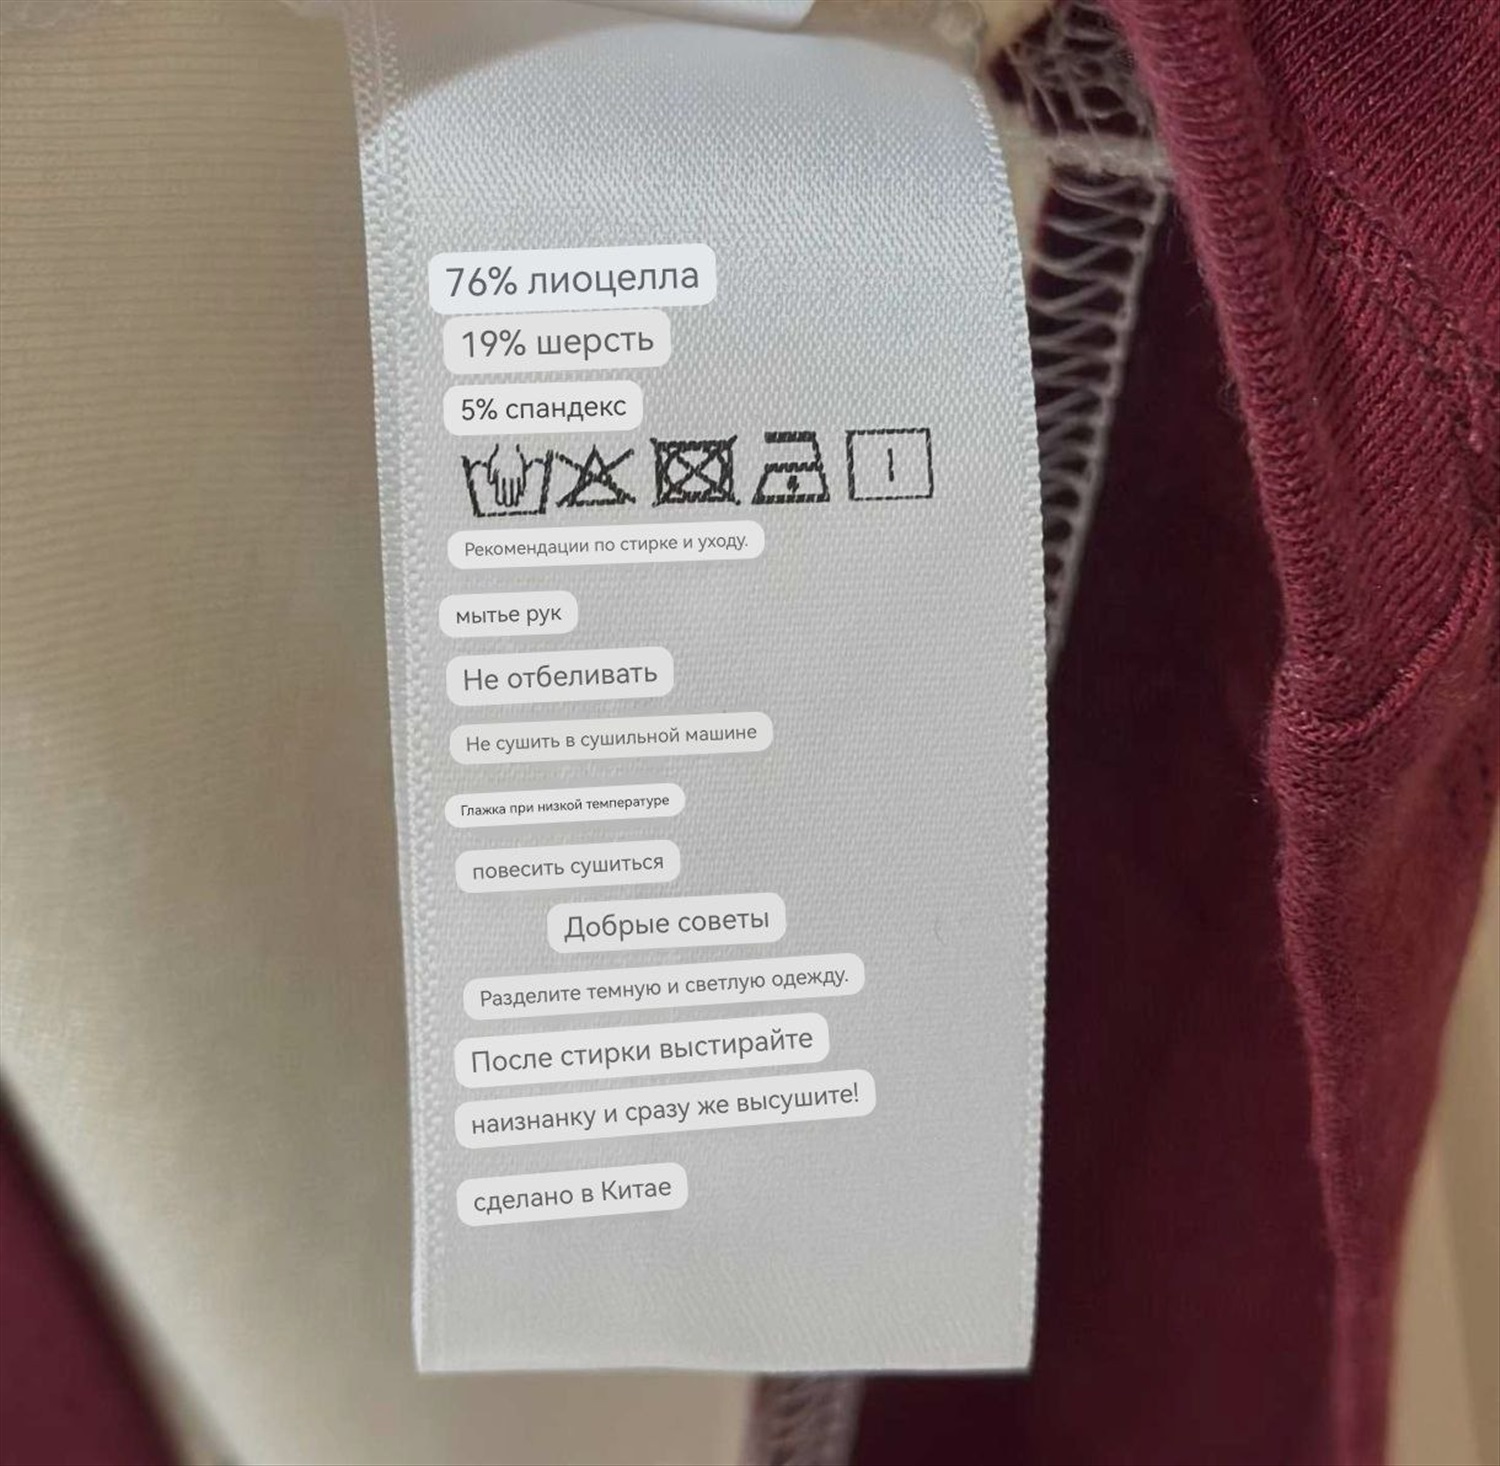 76% лиоцелла
19% шерсть
5% спандекс
Рекомендации по стирке и уходу.
мытье рук
Не отбеливать
Не сушить в сушильной машине
Глажка при низкой температуре
повесить сушиться
Добрые советы
Разделите темную и светлую одежду.
После стирки выстирайте
наизнанку и сразу же высушите!
сделано в Китае